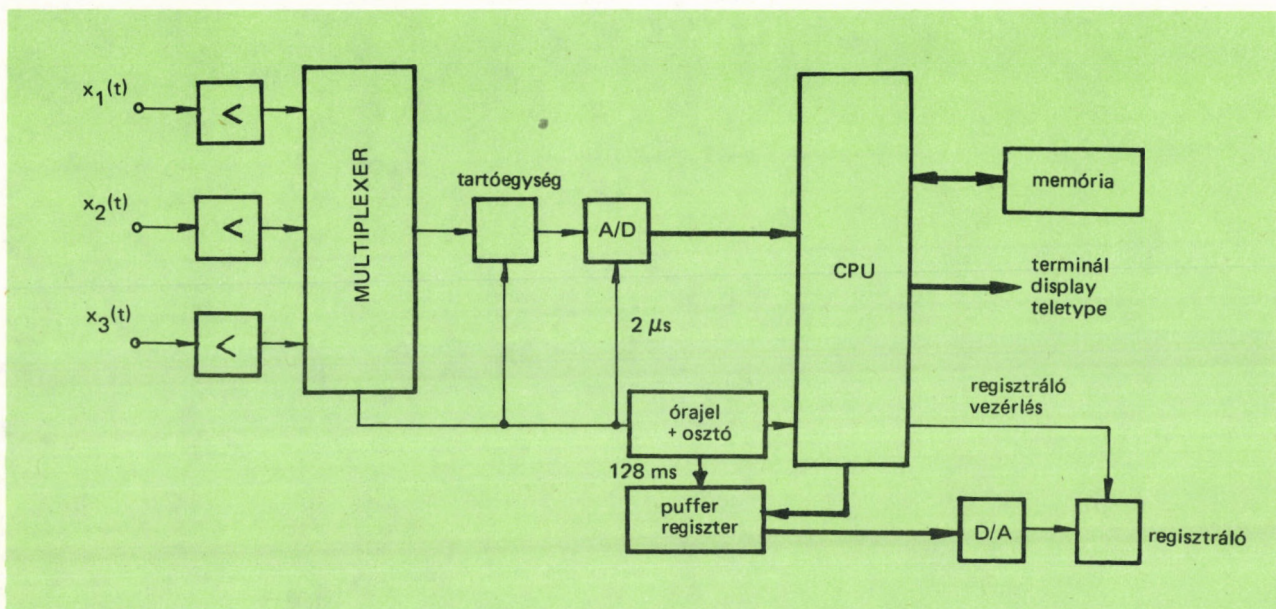 x1(t)
<
x2(t)
<
x3(t)
<
MULTIPLEXER
tartóegység
A/D
2 µs
CPU
memória
terminál
display
teletype
regisztráló
vezérlés
órajel
+ osztó
128 ms
puffer
regiszter
D/A
regisztráló